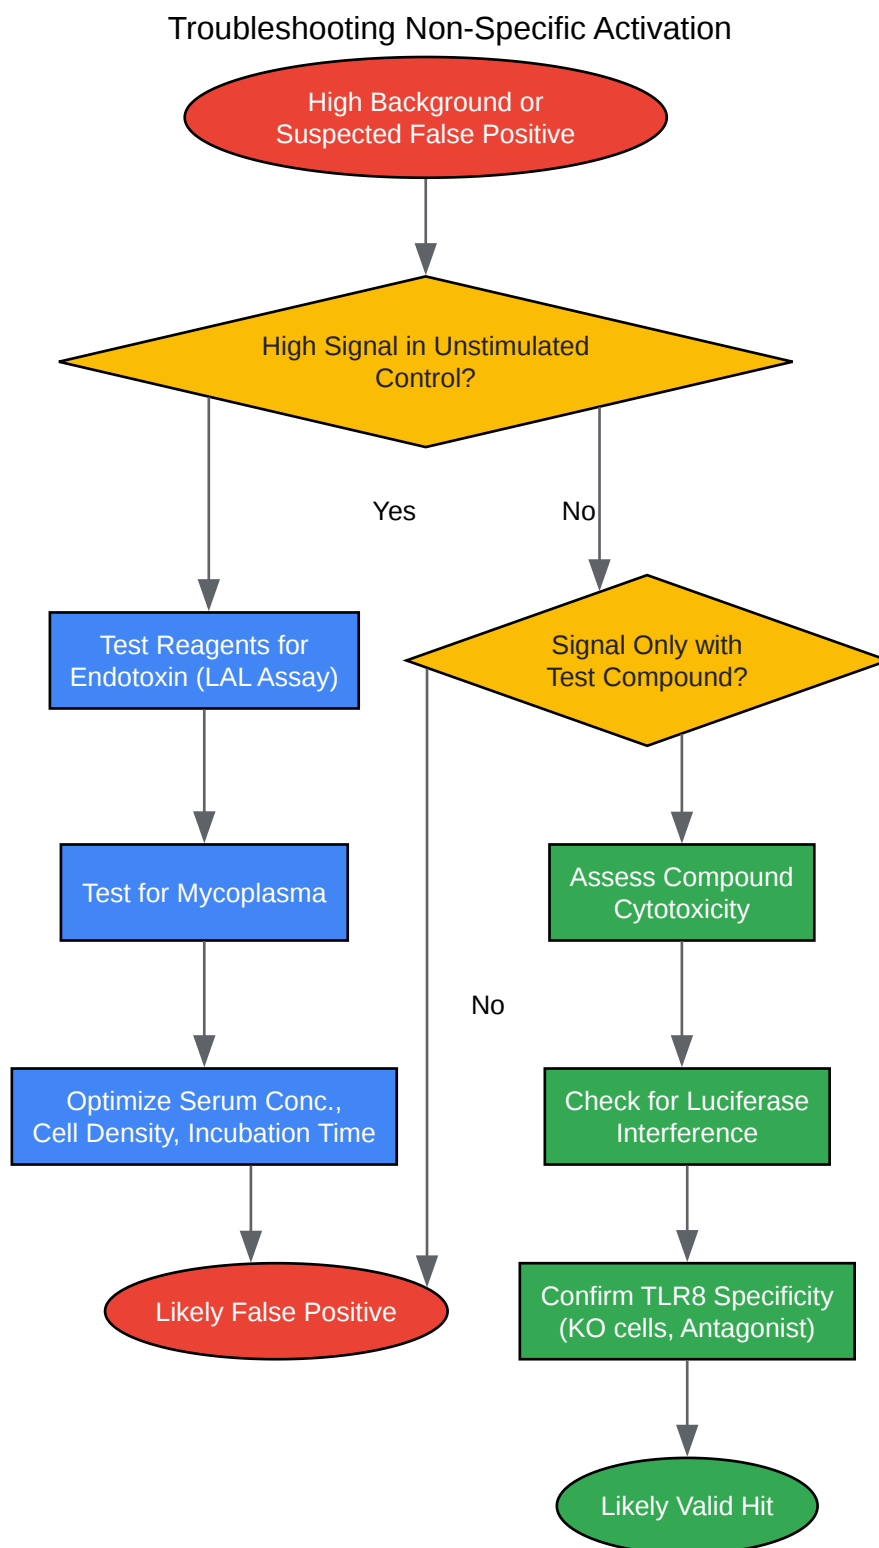 Troubleshooting Non-Specific Activation
High Background or
Suspected False Positive
High Signal in Unstimulated
Control?
Yes
No
Test Reagents for
Endotoxin (LAL Assay)
Signal Only with
Test Compound?
Test for Mycoplasma
Assess Compound
Cytotoxicity
No
Optimize Serum Conc.,
Cell Density, Incubation Time
Check for Luciferase
Interference
Likely False Positive
Confirm TLR8 Specificity
(KO cells, Antagonist)
Likely Valid Hit